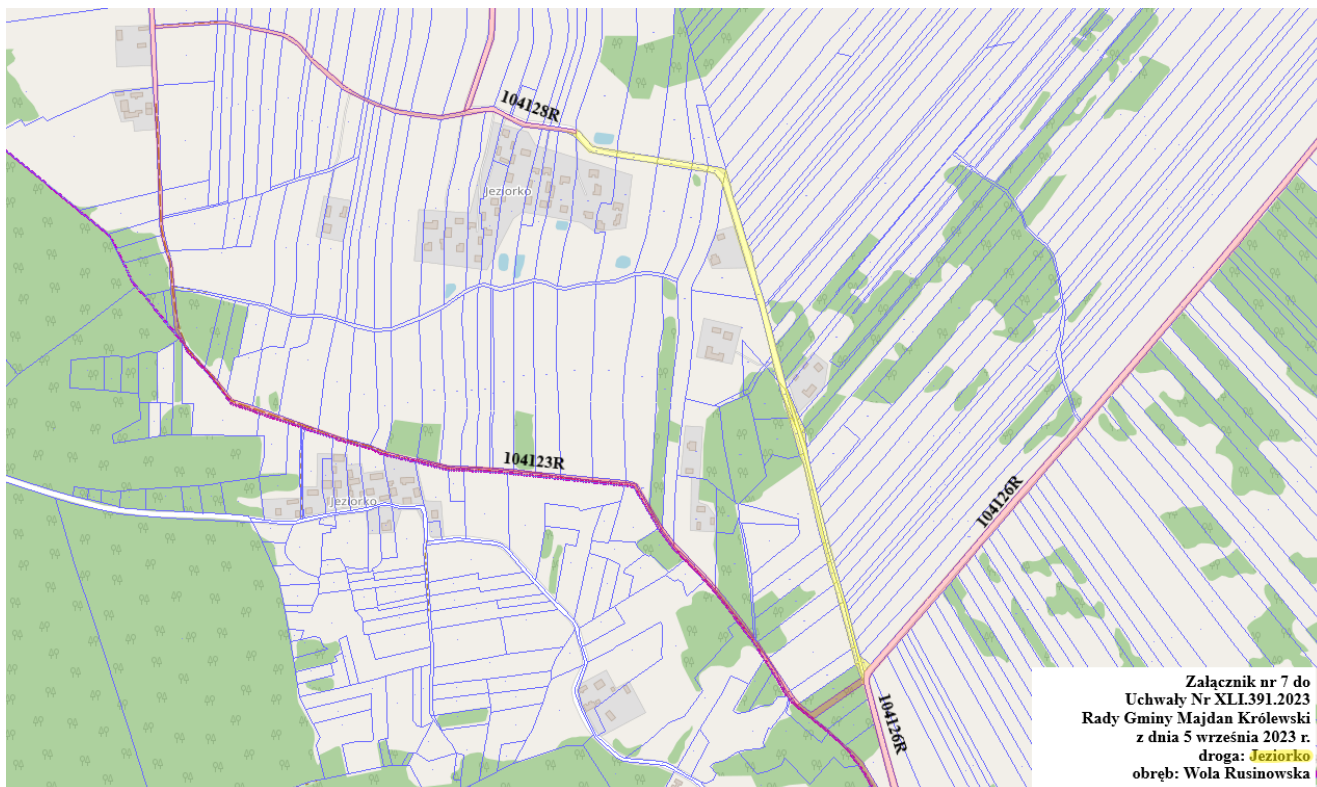 104128R
Jeziorko
104123R
Jeziorko
104126R
104126R
Załącznik nr 7 do
Uchwały Nr XLI.391.2023
Rady Gminy Majdan Królewski
z dnia 5 września 2023 r.
droga: Jeziorko
obręb: Wola Rusinowska